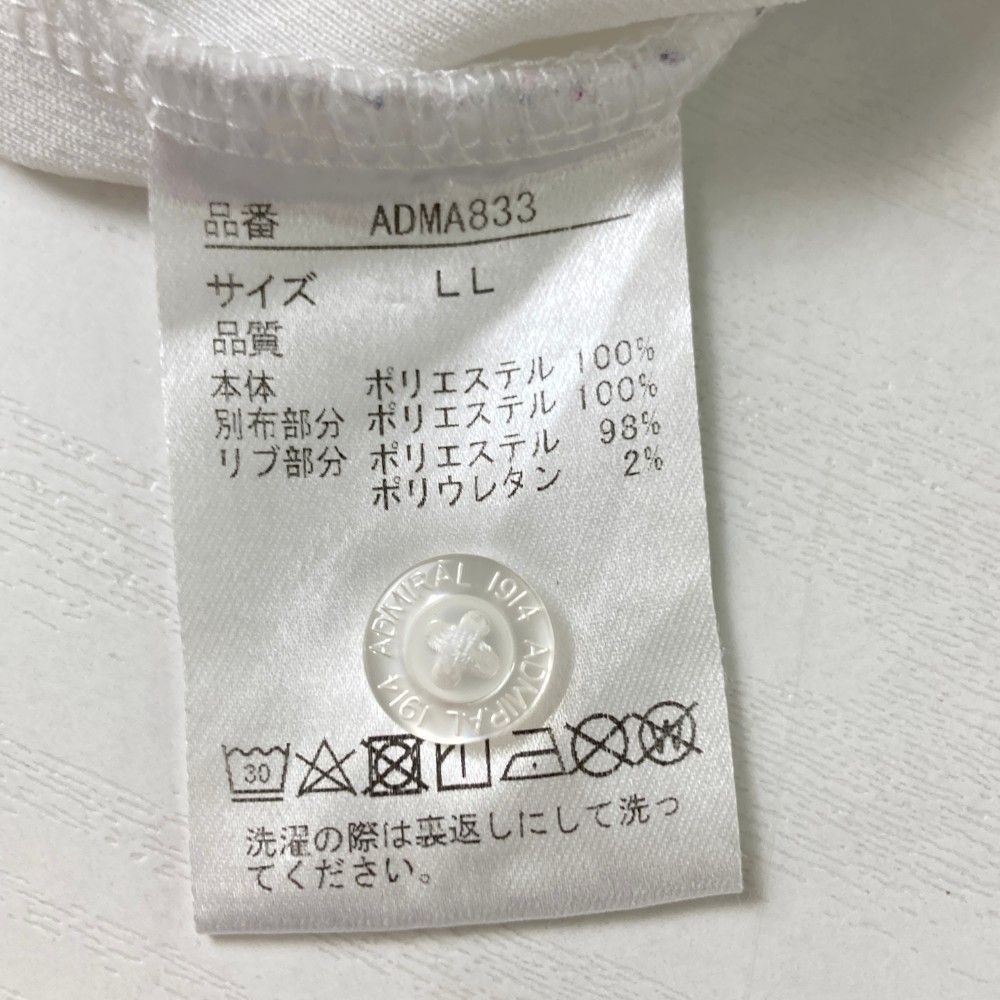 品番 ADMA833
サイズ LL
品質
本体 ポリエステル 100%
別布部分 ポリエステル 100%
リブ部分 ポリエステル 98%
ポリウレタン 2%
ADMIRAL 1914 ADMIRAL 1914
30
W
洗濯の際は裏返しにして洗っ
てください。